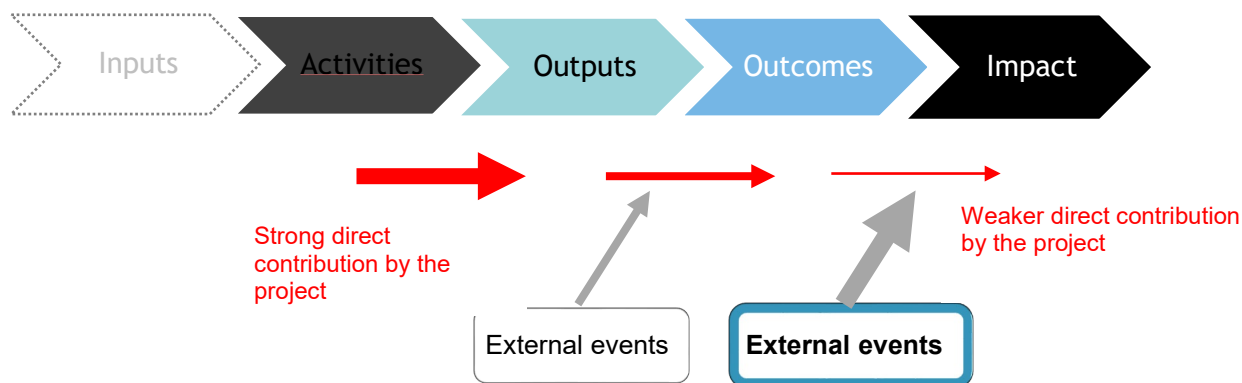 Inputs
Activities
Outputs
Outcomes
Impact
Strong direct
contribution by the
project
Weaker direct contribution
by the project
External events
External events